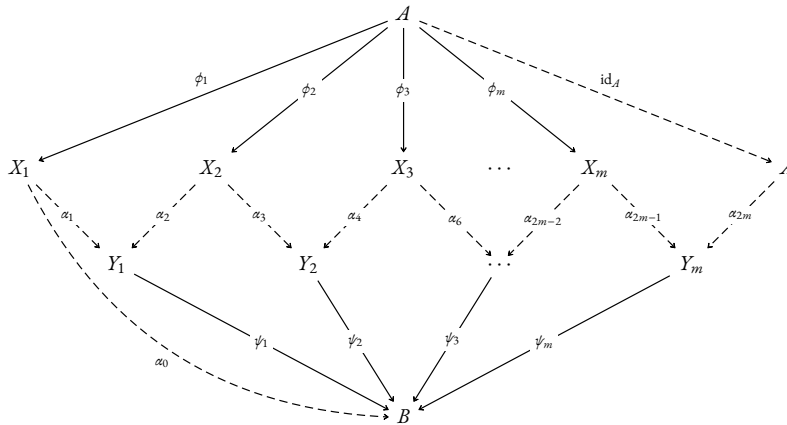 A
ϕ₁ ϕ₂ ϕ₃ ϕₘ id_A
X₁ X₂ X₃ ⋯ Xₘ
α₁ α₂ α₃ α₄ α₆ α₂ₘ₋₂ α₂ₘ₋₁ α₂ₘ
Y₁ Y₂ ⋯ Yₘ
ψ₁ ψ₂ ψ₃ ψₘ
α₀
B